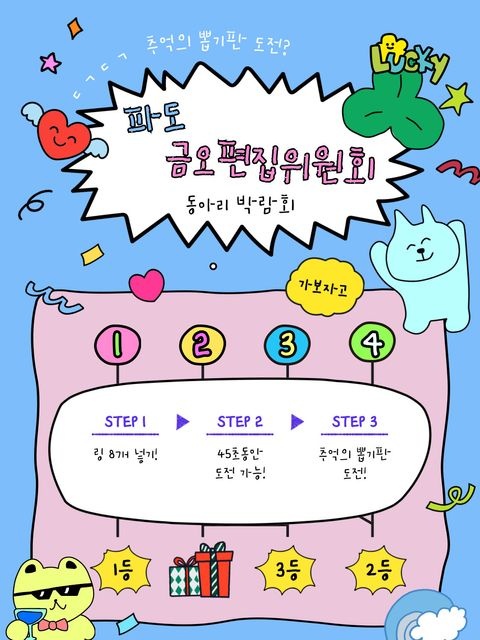 ㄷㄱㄷㄱ 추억의 뽑기판 도전?
Lucky
파도
금오편집위원회
동아리 박람회
가보자고
1 2 3 4
STEP 1 STEP 2 STEP 3
링 8개 넣기!
45초동안
도전 가능!
추억의 뽑기판
도전!
1등 3등 2등